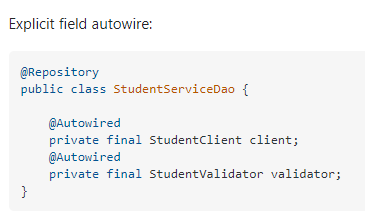 Explicit field autowire:
@Repository
public class StudentServiceDao {
@Autowired
private final StudentClient client;
@Autowired
private final StudentValidator validator;
}